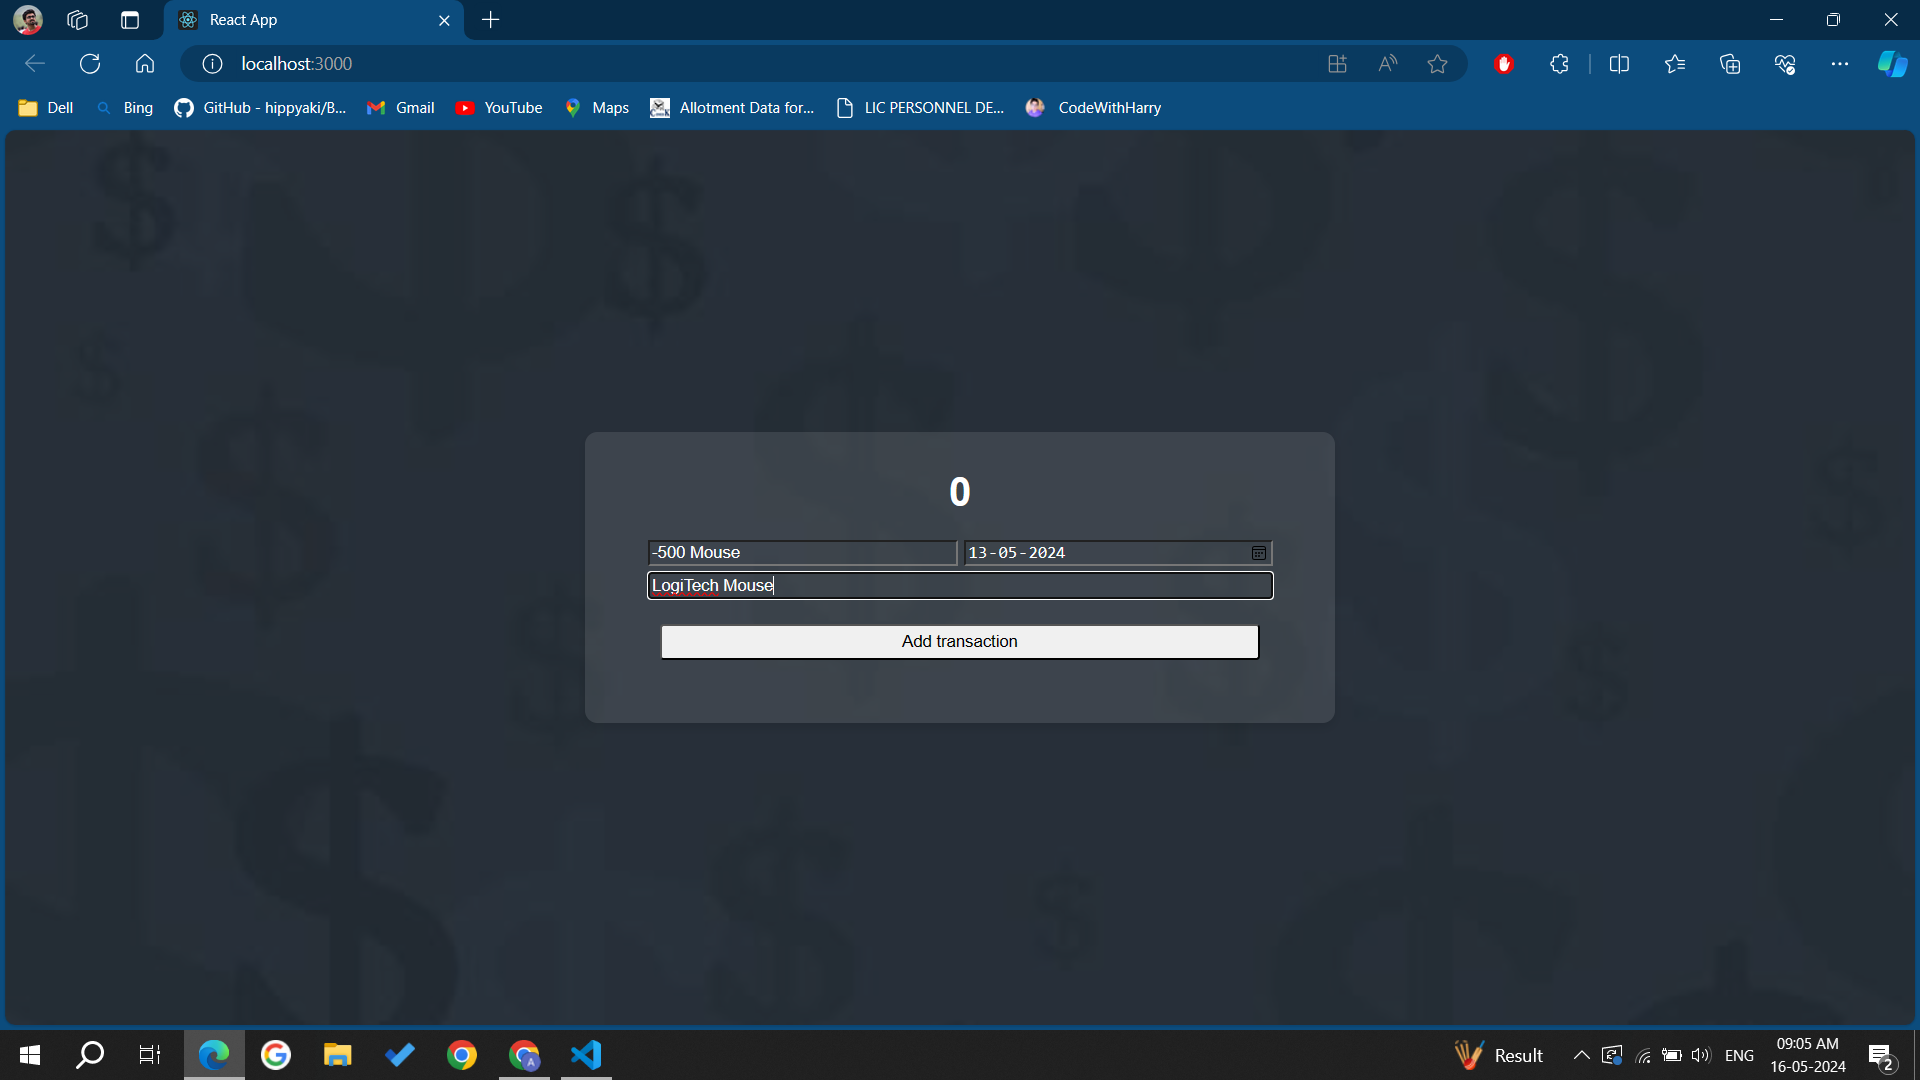 React App
localhost:3000
Dell
Bing
GitHub - hippyaki/B...
Gmail
YouTube
Maps
Allotment Data for...
LIC PERSONNEL DE...
CodeWithHarry
0
-500 Mouse
13-05-2024
LogiTech Mouse
Add transaction
Result
ENG
09:05 AM
16-05-2024
2